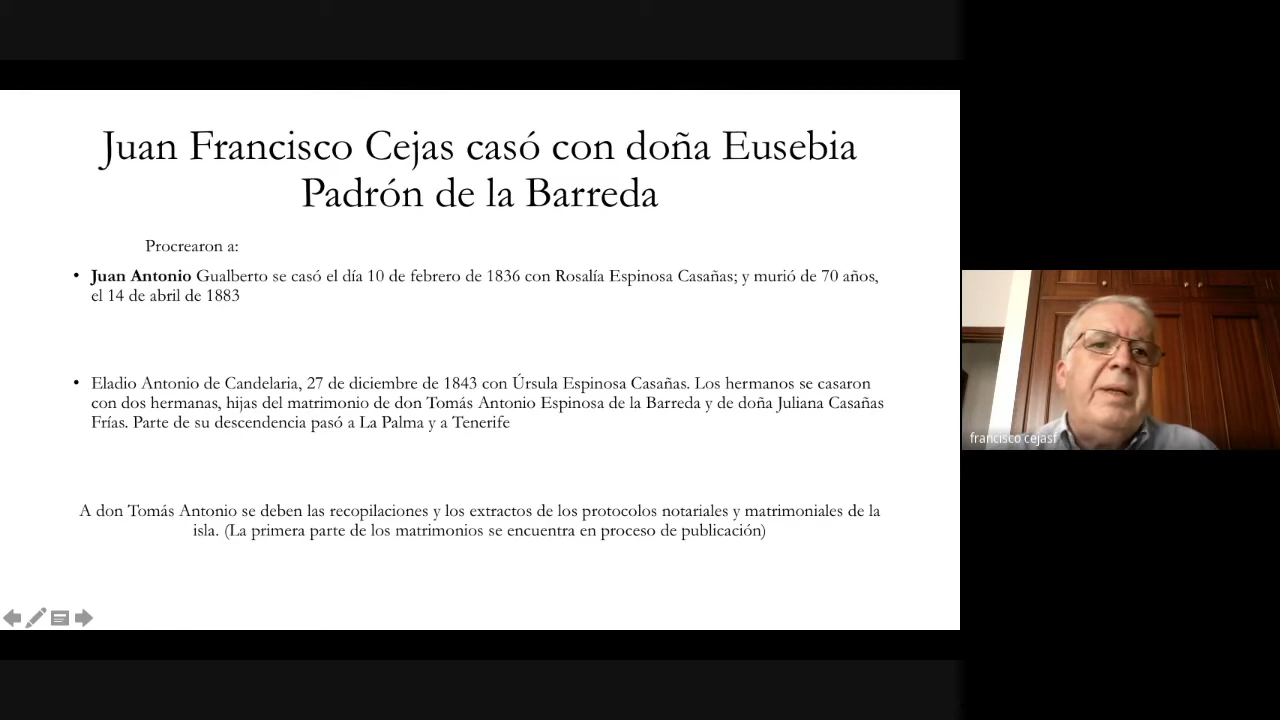 Juan Francisco Cejas casó con doña Eusebia
Padrón de la Barreda
Procrearon a:
• Juan Antonio Gualberto se casó el día 10 de febrero de 1836 con Rosalía Espinosa Casañas; y murió de 70 años,
el 14 de abril de 1883
• Eladio Antonio de Candelaria, 27 de diciembre de 1843 con Úrsula Espinosa Casañas. Los hermanos se casaron
con dos hermanas, hijas del matrimonio de don Tomás Antonio Espinosa de la Barreda y de doña Juliana Casañas
Frías. Parte de su descendencia pasó a La Palma y a Tenerife
A don Tomás Antonio se deben las recopilaciones y los extractos de los protocolos notariales y matrimoniales de la
isla. (La primera parte de los matrimonios se encuentra en proceso de publicación)
francisco cejasf